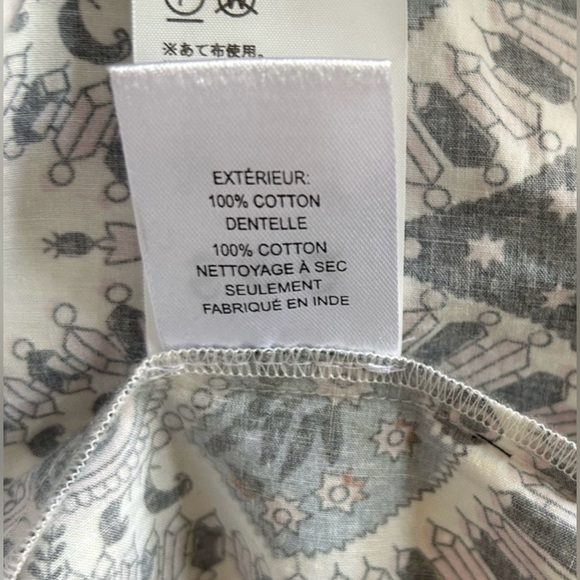 ※あて布使用。
EXTÉRIEUR:
100% COTTON
DENTELLE
100% COTTON
NETTOYAGE À SEC
SEULEMENT
FABRIQUÉ EN INDE